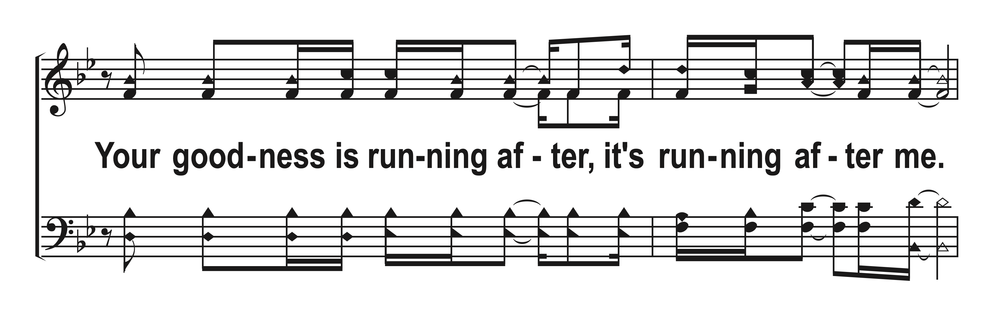 Your good-ness is run-ning af - ter, it's run-ning af - ter me.